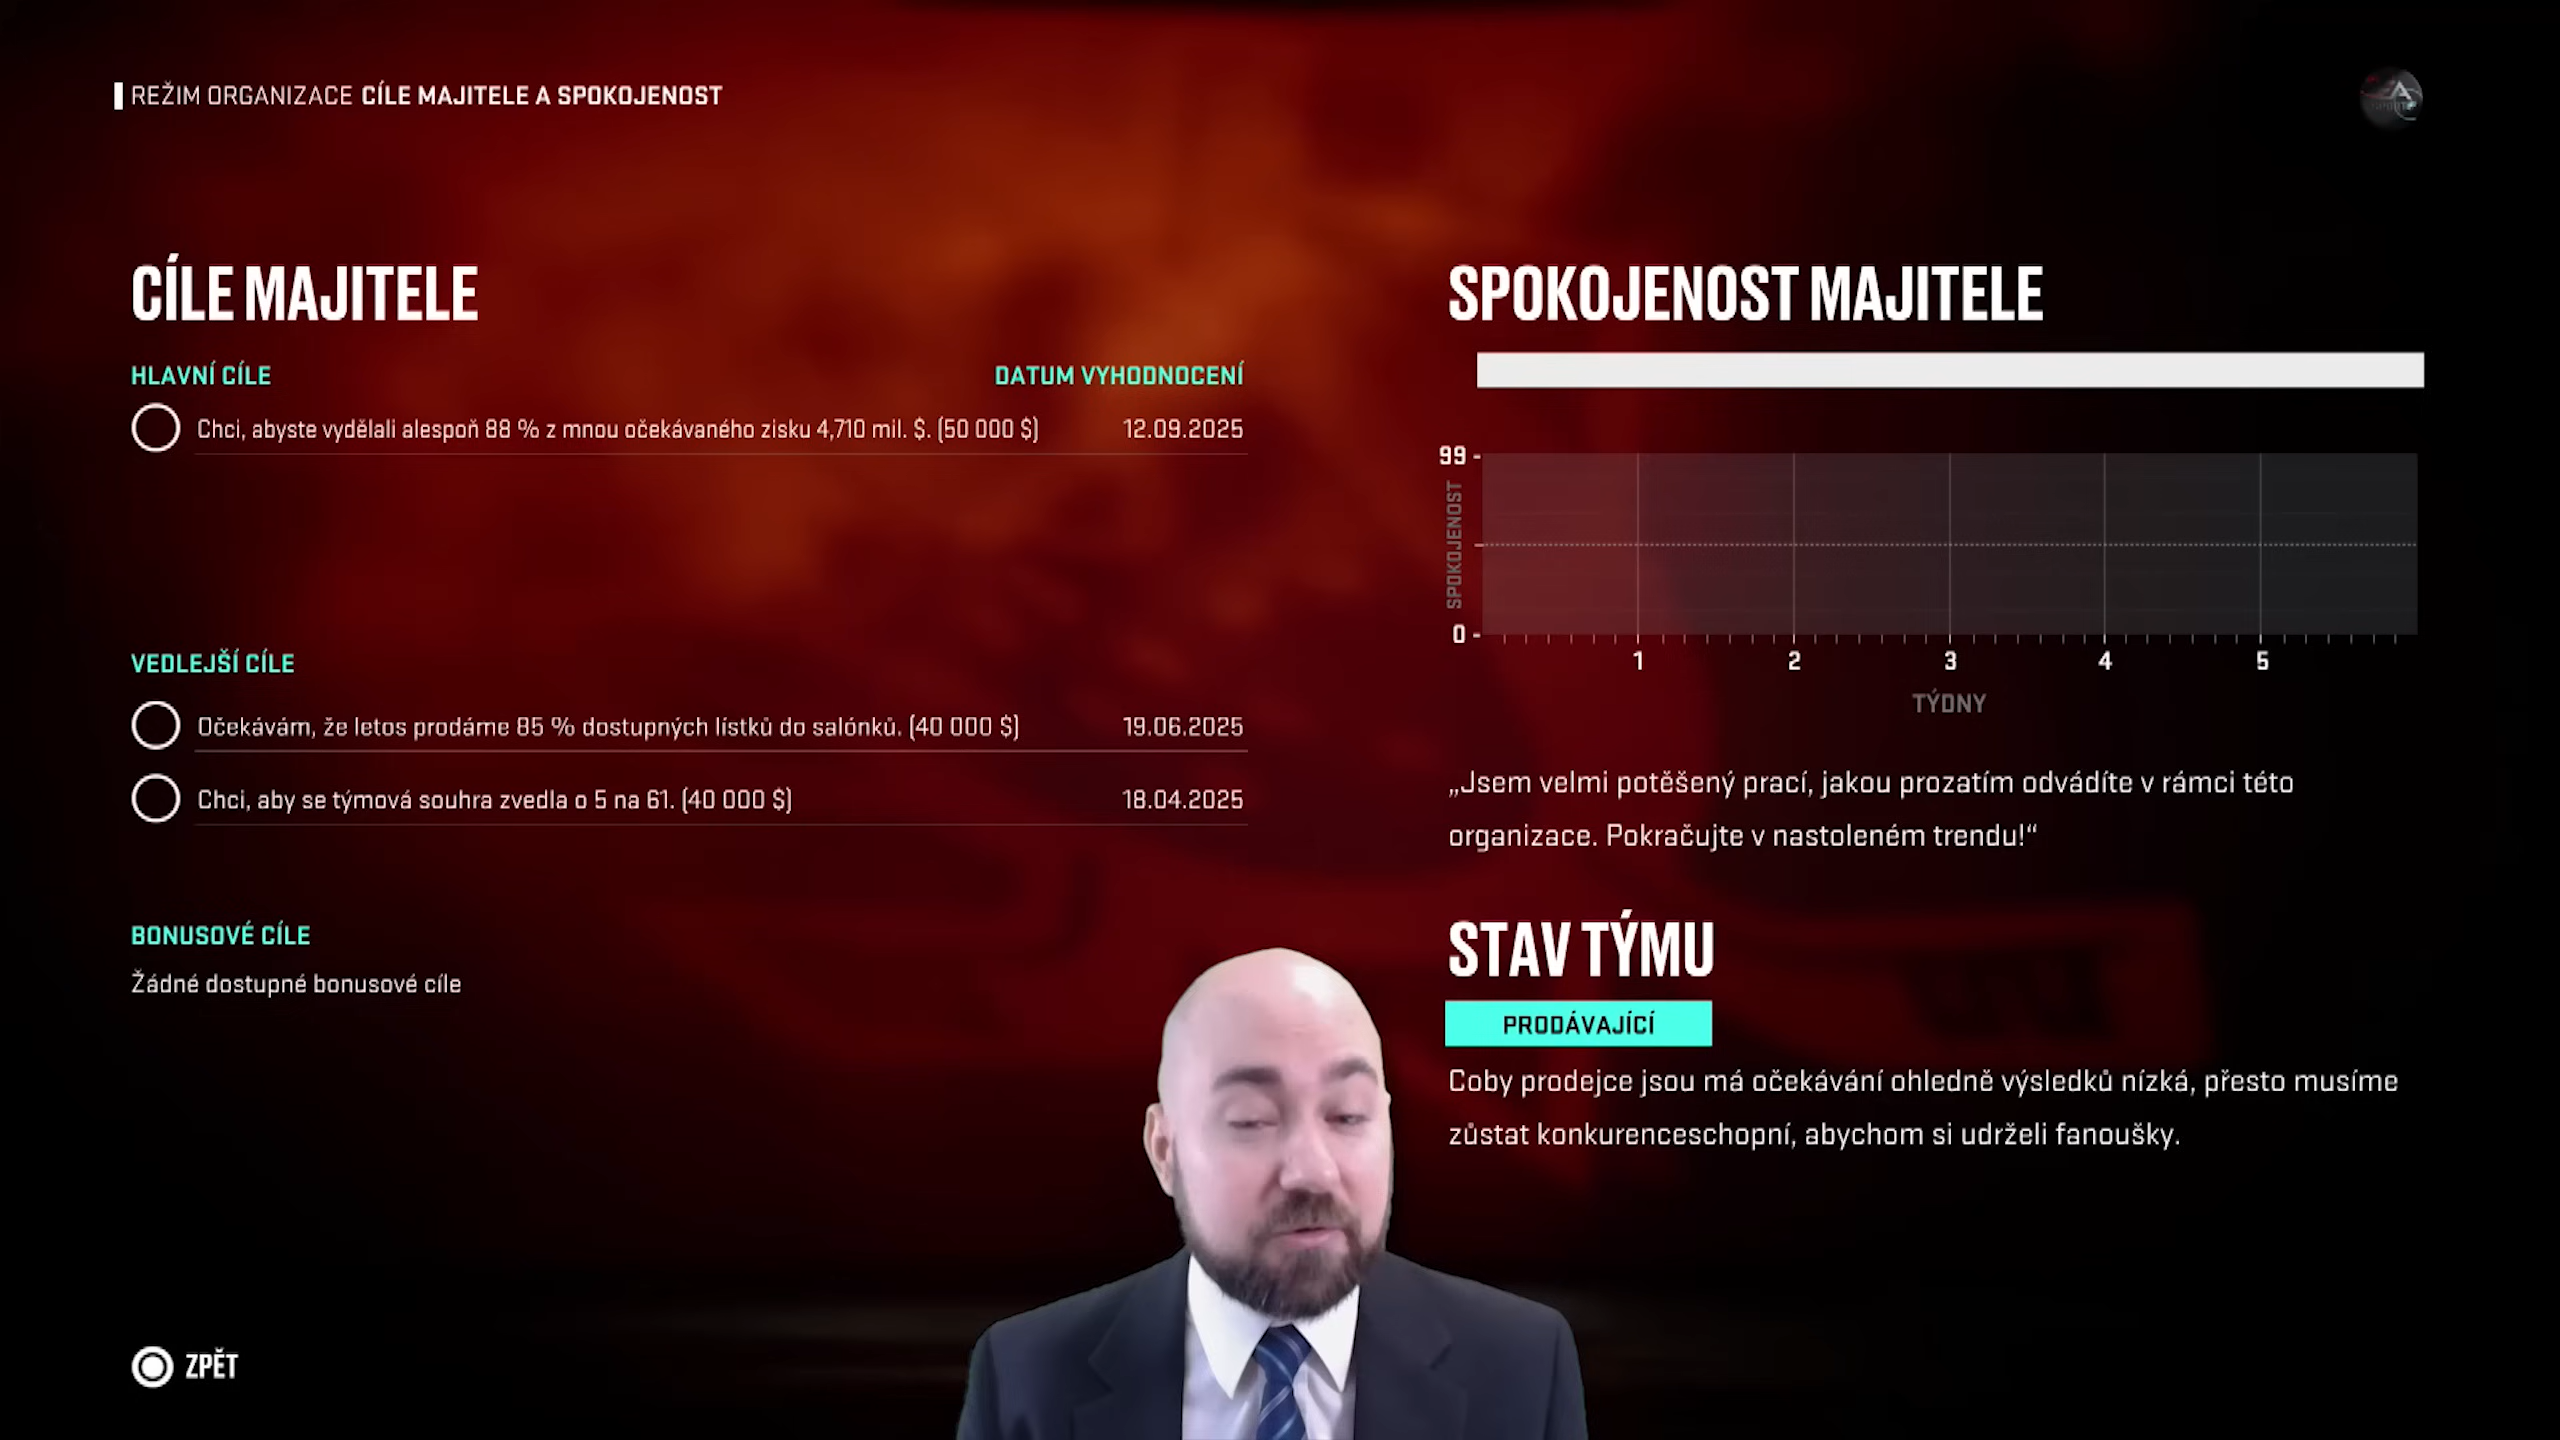 REŽIM ORGANIZACE CÍLE MAJITELE A SPOKOJENOST
CÍLE MAJITELE
HLAVNÍ CÍLE DATUM VYHODNOCENÍ
Chci, abyste vydělali alespoň 88 % z mnou očekávaného zisku 4,710 mil. $. (50 000 $) 12.09.2025
VEDLEJŠÍ CÍLE
Očekávám, že letos prodáme 85 % dostupných lístků do salónků. (40 000 $) 19.06.2025
Chci, aby se týmová souhra zvedla o 5 na 61. (40 000 $) 18.04.2025
BONUSOVÉ CÍLE
Žádné dostupné bonusové cíle
SPOKOJENOST MAJITELE
99
SPOKOJENOST
0
1 2 3 4 5
TÝDNY
„Jsem velmi potěšený prací, jakou prozatím odvádíte v rámci této
organizace. Pokračujte v nastoleném trendu!“
STAV TÝMU
PRODÁVAJÍCÍ
Coby prodejce jsou má očekávání ohledně výsledků nízká, přesto musíme
zůstat konkurenceschopní, abychom si udrželi fanoušky.
ZPĚT